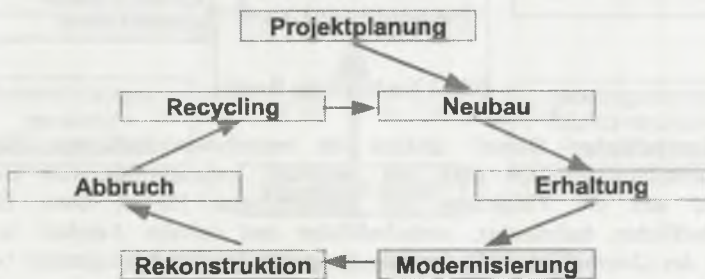 Projektplanung
Recycling
Neubau
Abbruch
Erhaltung
Rekonstruktion
Modernisierung